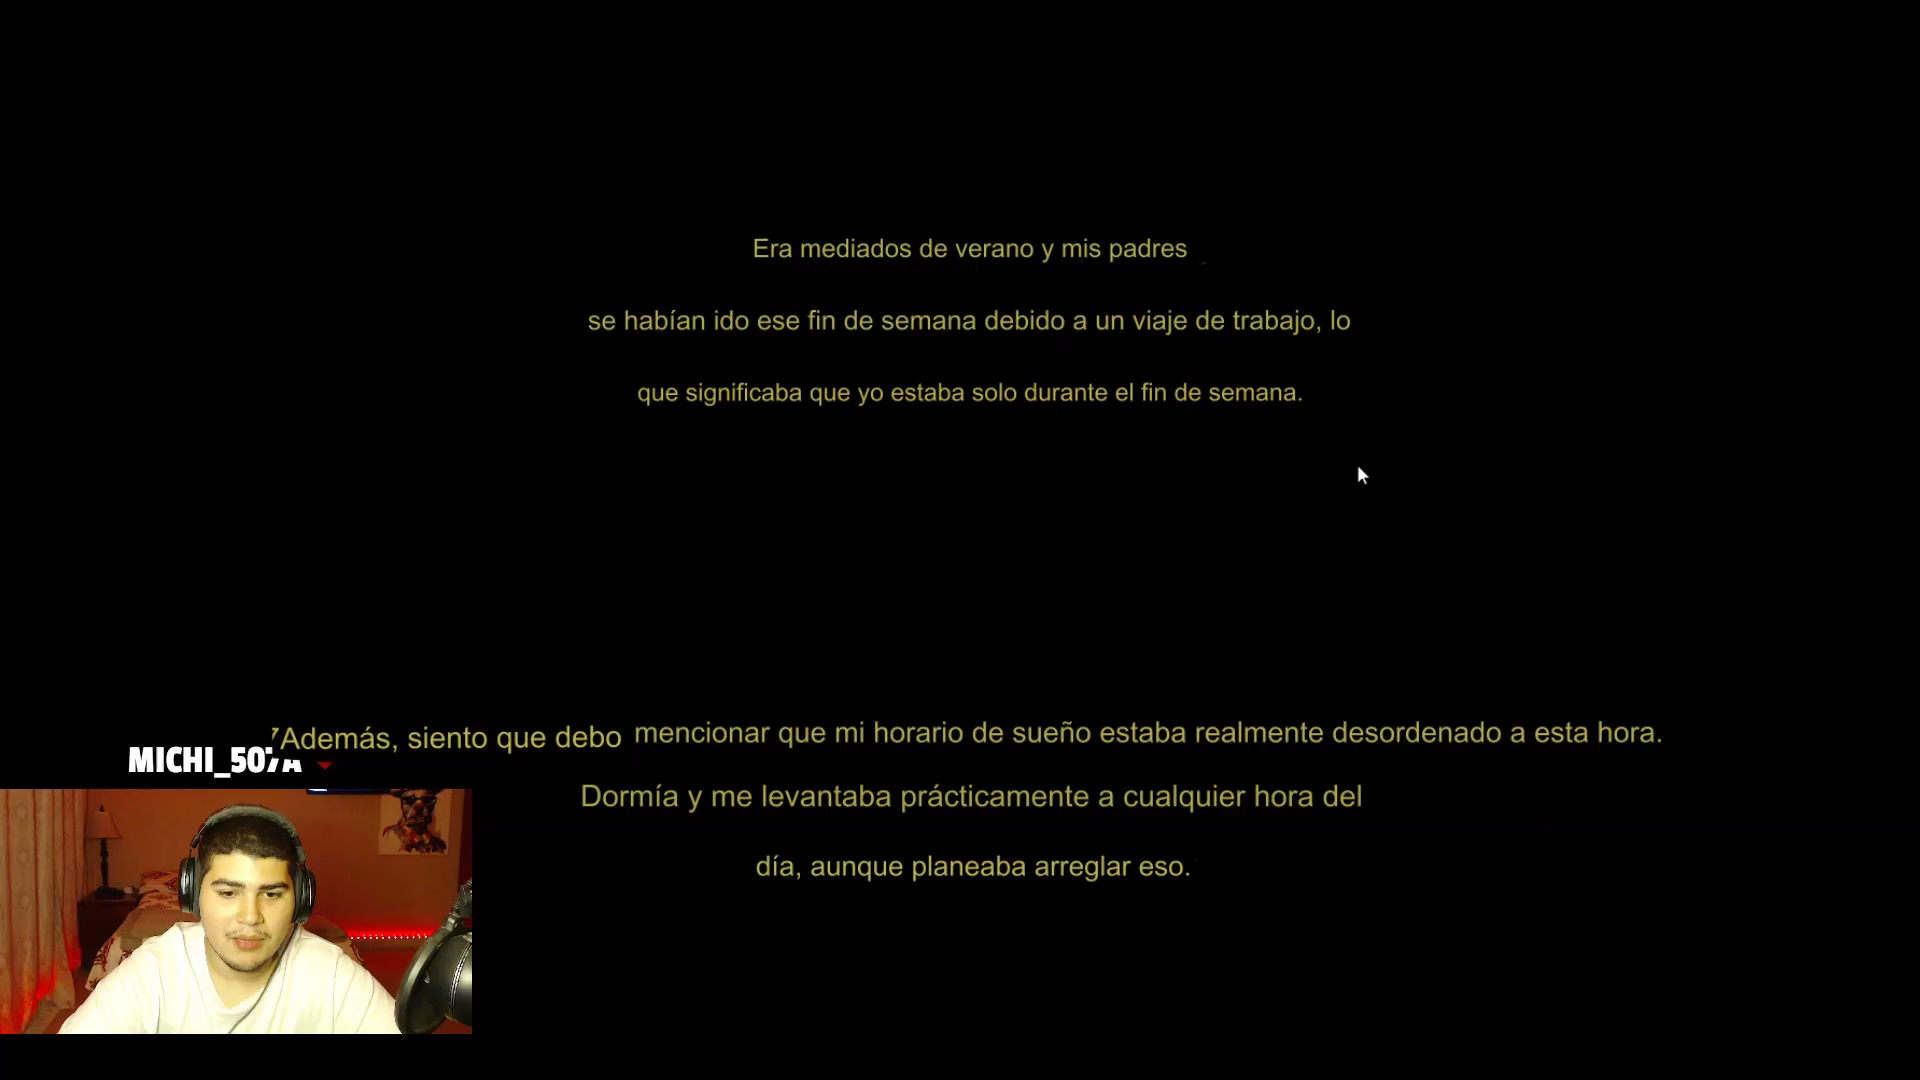 Era mediados de verano y mis padres
se habían ido ese fin de semana debido a un viaje de trabajo, lo
que significaba que yo estaba solo durante el fin de semana.
Además, siento que debo mencionar que mi horario de sueño estaba realmente desordenado a esta hora.
MICHI_507A
Dormía y me levantaba prácticamente a cualquier hora del
día, aunque planeaba arreglar eso.